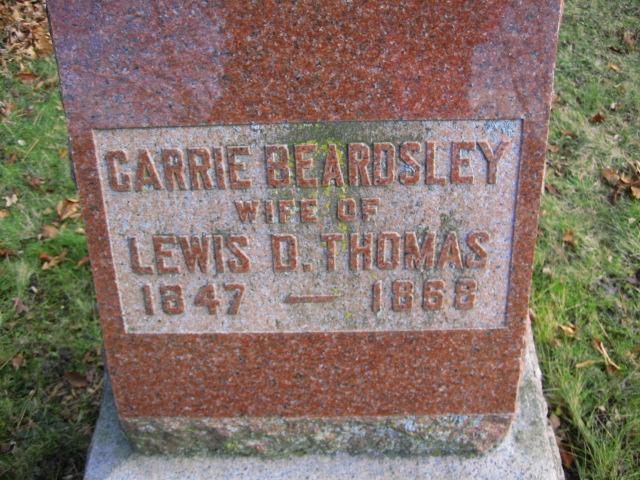 CARRIE BEARDSLEY
WIFE OF
LEWIS D. THOMAS
1847 — 1868